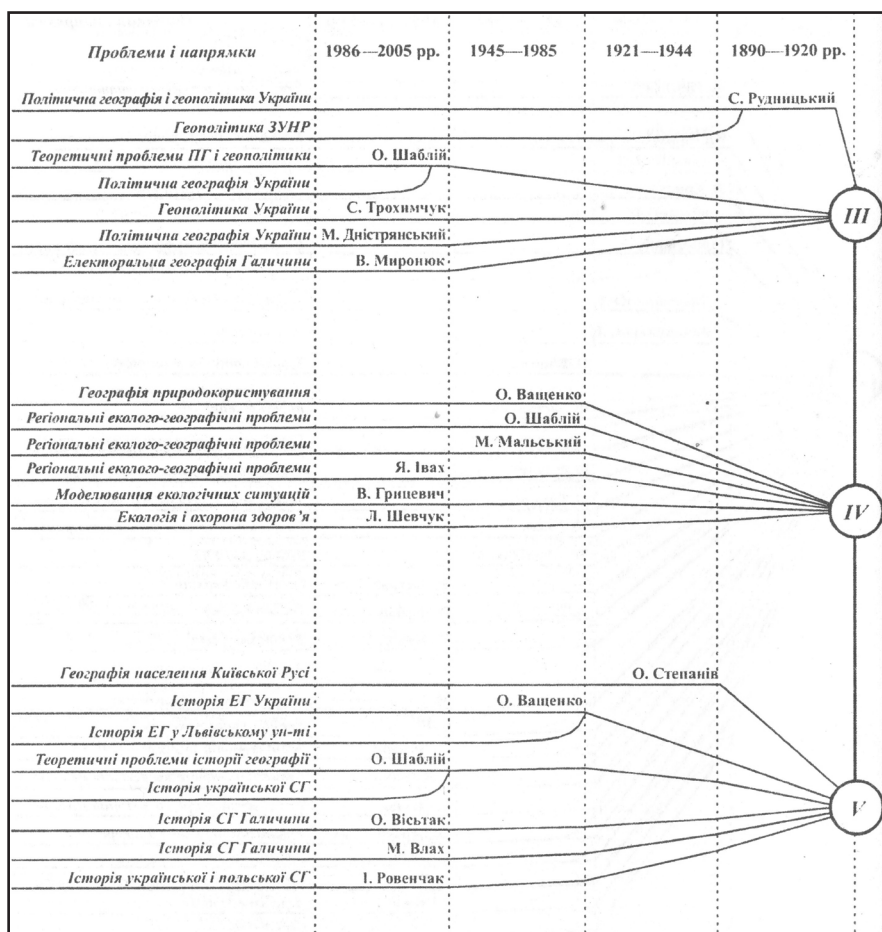 Проблеми і напрямки 1986—2005 рр. 1945—1985 1921—1944 1890—1920 рр.
Політична географія і геополітика України С. Рудницький
Геополітика ЗУНР
Теоретичні проблеми ПГ і геополітики О. Шаблій
Політична географія України
Геополітика України С. Трохимчук
III
Політична географія України М. Дністрянський
Електоральна географія Галичини В. Миронюк
Географія природокористування О. Ващенко
Регіональні еколого-географічні проблеми О. Шаблій
Регіональні еколого-географічні проблеми М. Мальський
Регіональні еколого-географічні проблеми Я. Івах
Моделювання екологічних ситуацій В. Грицевич
IV
Екологія і охорона здоров'я Л. Шевчук
Географія населення Київської Русі О. Степанів
Історія ЕГ України О. Ващенко
Історія ЕГ у Львівському ун-ті
Теоретичні проблеми історії географії О. Шаблій
Історія української СГ
V
Історія СГ Галичини О. Вісьтак
Історія СГ Галичини М. Влах
Історія української і польської СГ І. Ровенчак